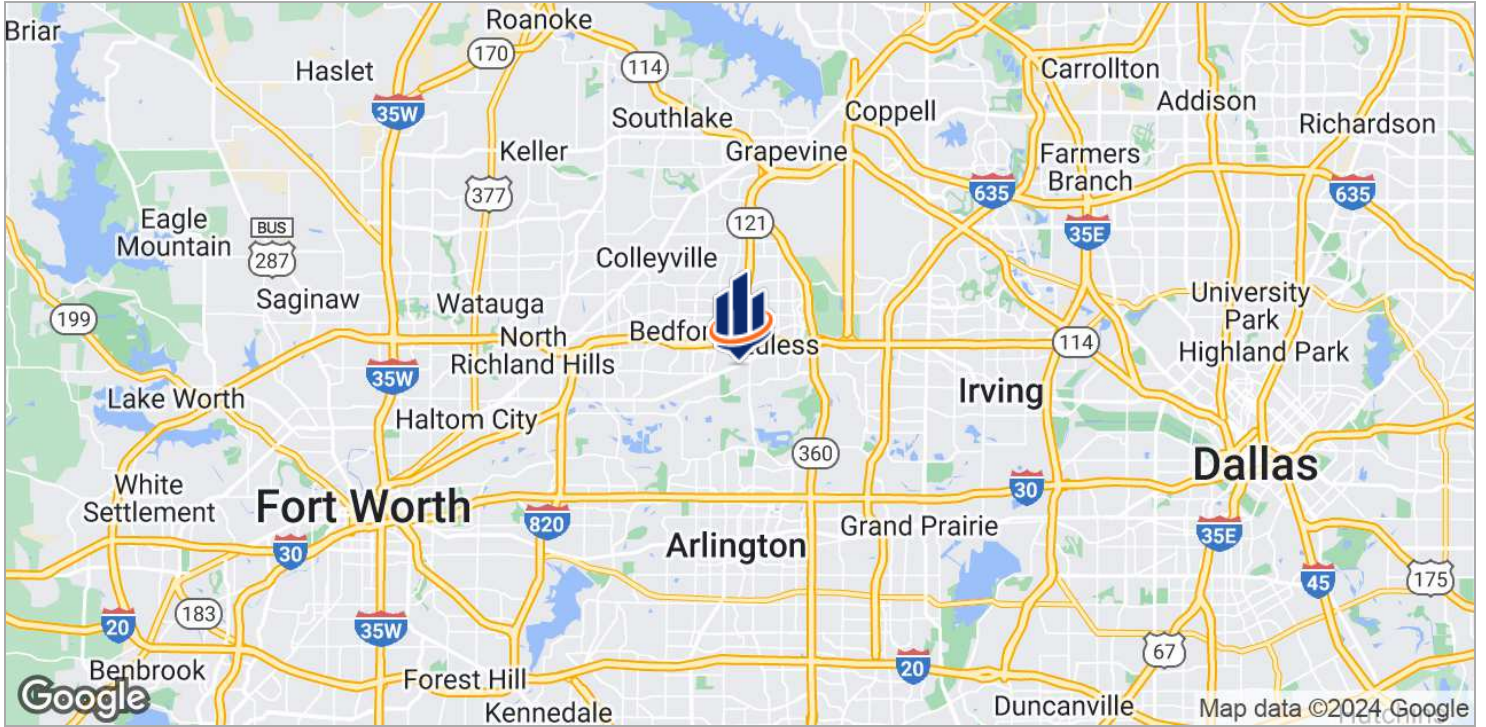 Roanoke
Briar
170
114
Haslet
Carrollton
35W
Addison
Southlake
Coppell
Richardson
Keller
Grapevine
Farmers
Branch
377
635
635
121
35E
Eagle
Mountain
BUS
287
Colleyville
Saginaw
Watauga
University
Park
199
North
Richland Hills
114
Highland Park
35W
Irving
Lake Worth
Haltom City
360
Dallas
White
Settlement
Fort Worth
30
820
Grand Prairie
35E
Arlington
30
45
175
183
20
35W
67
20
Benbrook
Forest Hill
Duncanville
Kennedale
Google
Map data ©2024 Google